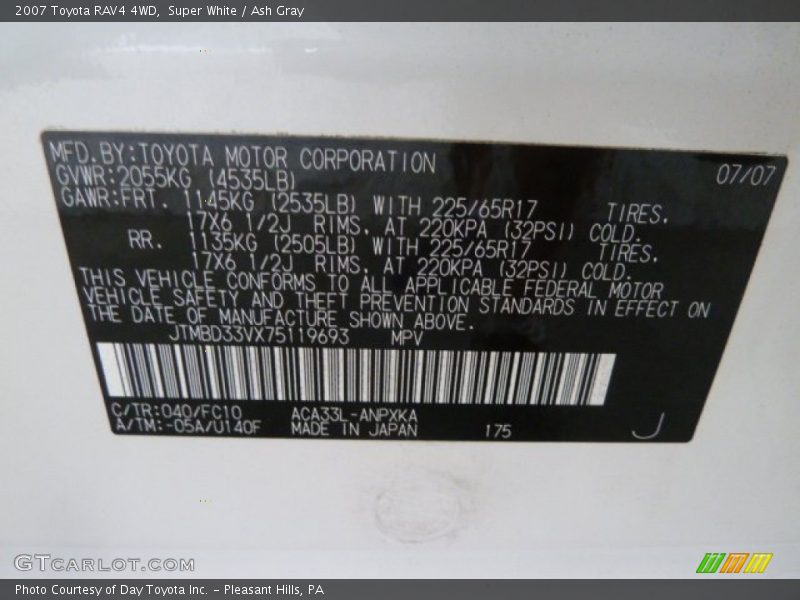 2007 Toyota RAV4 4WD,  Super White / Ash Gray
MFD.BY:TOYOTA MOTOR CORPORATION 07/07
GVWR:2055KG (4535LB)
GAWR:FRT. 1145KG (2535LB) WITH 225/65R17 TIRES.
17X6 1/2J RIMS. AT 220KPA (32PSI) COLD.
RR. 1135KG (2505LB) WITH 225/65R17 TIRES.
17X6 1/2J RIMS. AT 220KPA (32PSI) COLD.
THIS VEHICLE CONFORMS TO ALL APPLICABLE FEDERAL MOTOR
VEHICLE SAFETY AND THEFT PREVENTION STANDARDS IN EFFECT ON
THE DATE OF MANUFACTURE SHOWN ABOVE.
JTMBD33VX75119693 MPV
C/TR:040/FC10 ACA33L-ANPXKA
A/TM:-05A/U140F MADE IN JAPAN 175 J
GTCARLOT.COM
Photo Courtesy of Day Toyota Inc. - Pleasant Hills, PA